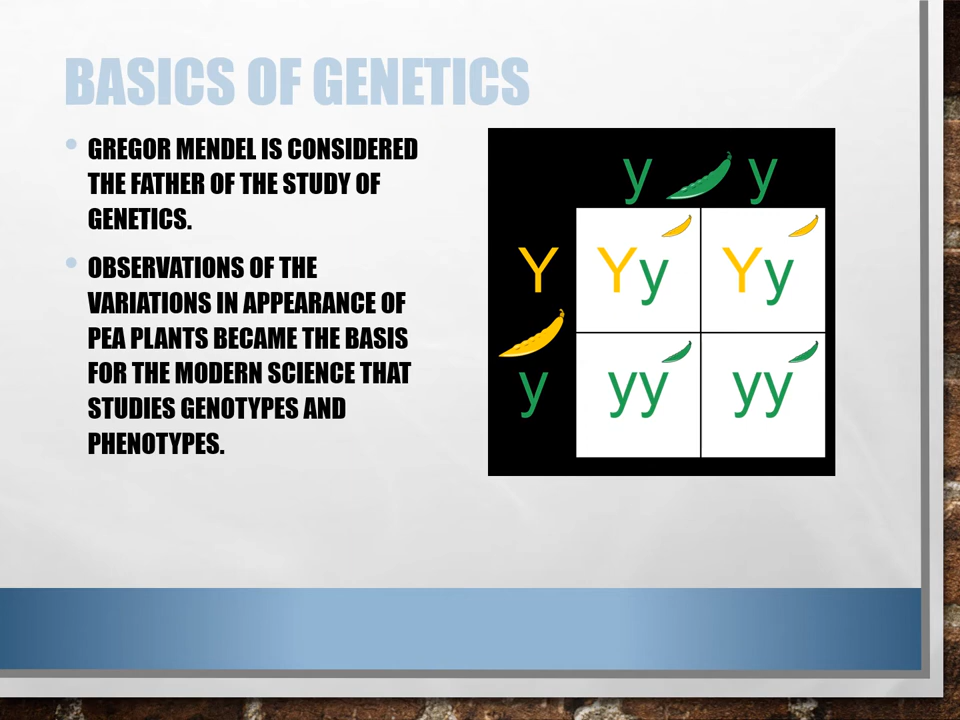 BASICS OF GENETICS
• GREGOR MENDEL IS CONSIDERED
THE FATHER OF THE STUDY OF
GENETICS.
• OBSERVATIONS OF THE
VARIATIONS IN APPEARANCE OF
PEA PLANTS BECAME THE BASIS
FOR THE MODERN SCIENCE THAT
STUDIES GENOTYPES AND
PHENOTYPES.
y y
Y Yy Yy
y yy yy